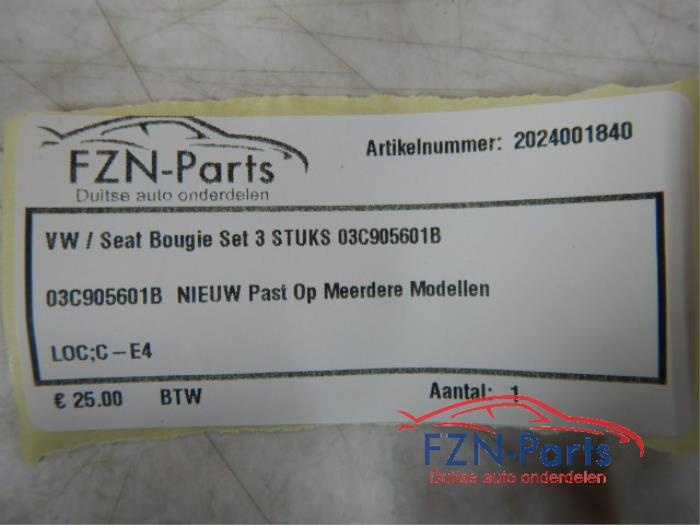 FZN-Parts
Duitse auto onderdelen
Artikelnummer: 2024001840
VW / Seat Bougie Set 3 STUKS 03C905601B
03C905601B NIEUW Past Op Meerdere Modellen
LOC;C-E4
€ 25.00 BTW Aantal: 1
FZN-Parts
Duitse auto onderdelen